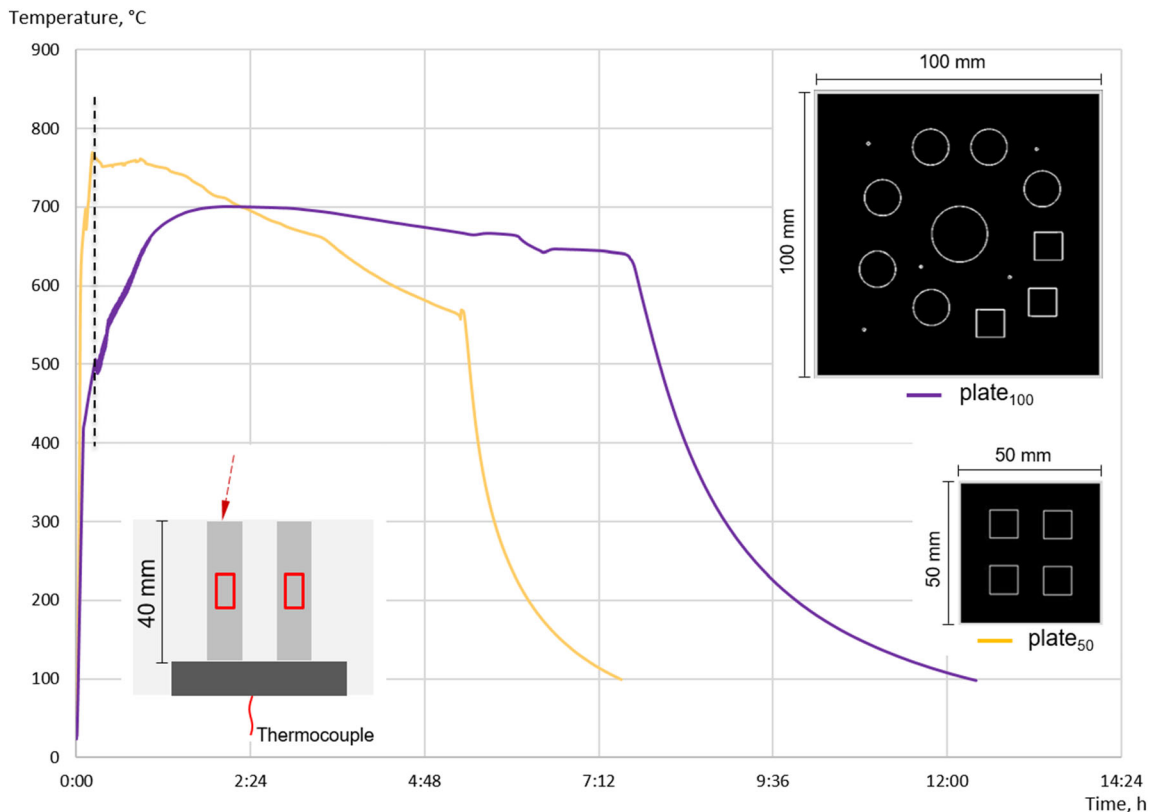 Temperature, °C
900
800
700
600
500
400
300
200
100
0
0:00
2:24
4:48
7:12
9:36
12:00
14:24
Time, h
100 mm
100 mm
plate₁₀₀
50 mm
50 mm
plate₅₀
40 mm
Thermocouple